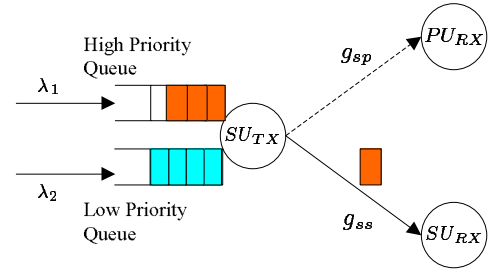 High Priority
Queue
λ₁
SU_TX
PU_RX
g_sp
λ₂
Low Priority
Queue
g_ss
SU_RX